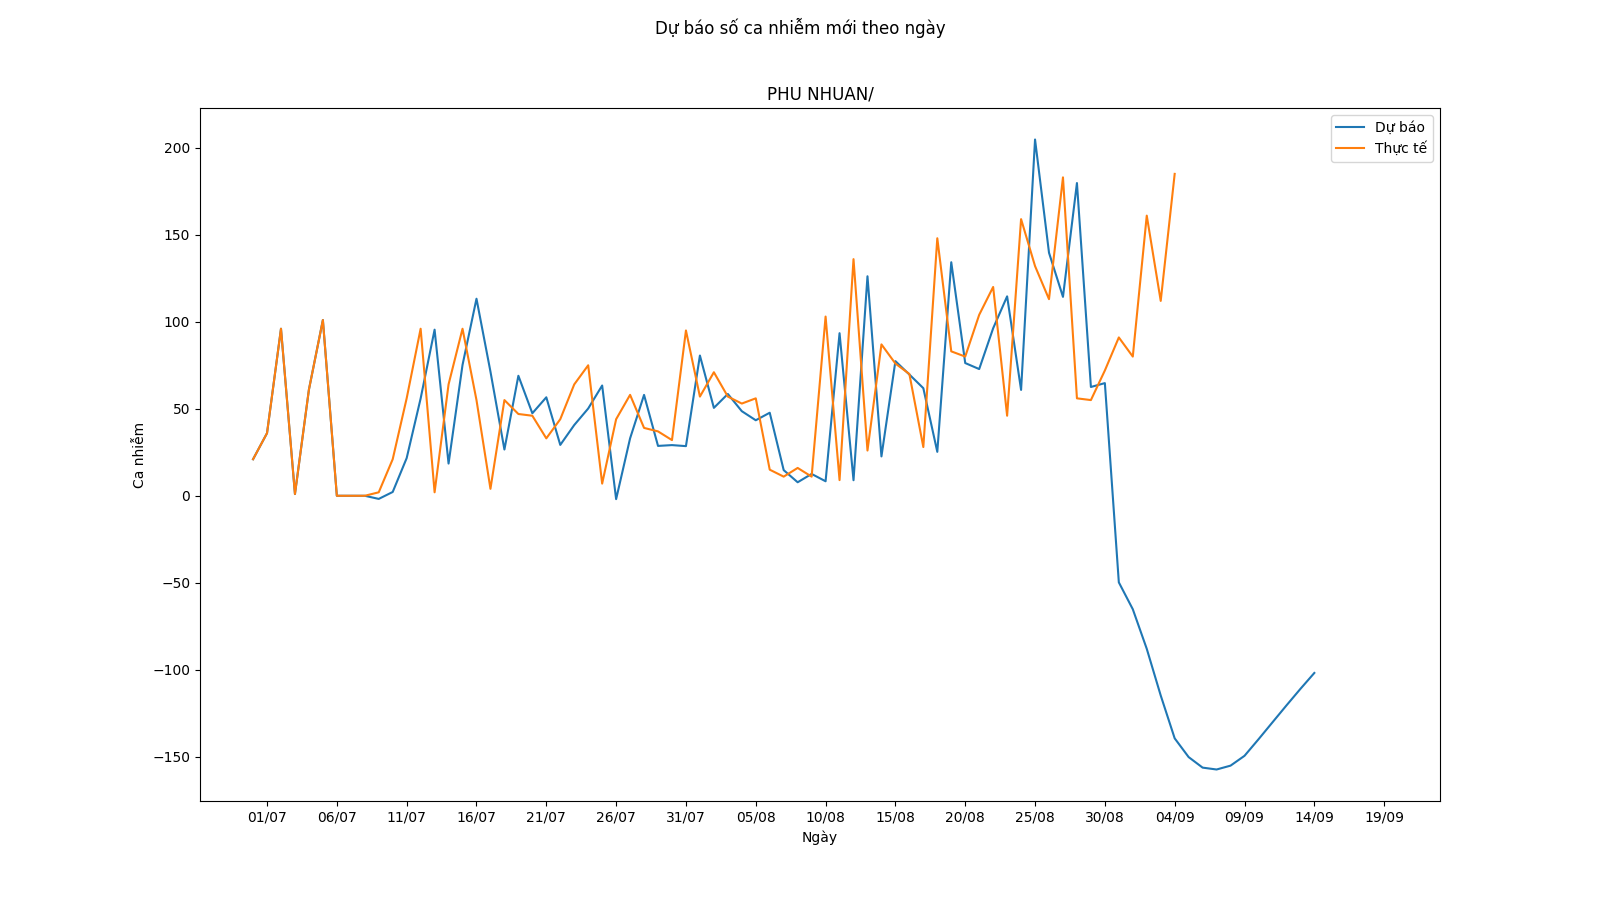 Dự báo số ca nhiễm mới theo ngày
PHU NHUAN/
Dự báo
Thực tế
200
150
100
50
0
−50
−100
−150
Ca nhiễm
01/07 06/07 11/07 16/07 21/07 26/07 31/07 05/08 10/08 15/08 20/08 25/08 30/08 04/09 09/09 14/09 19/09
Ngày